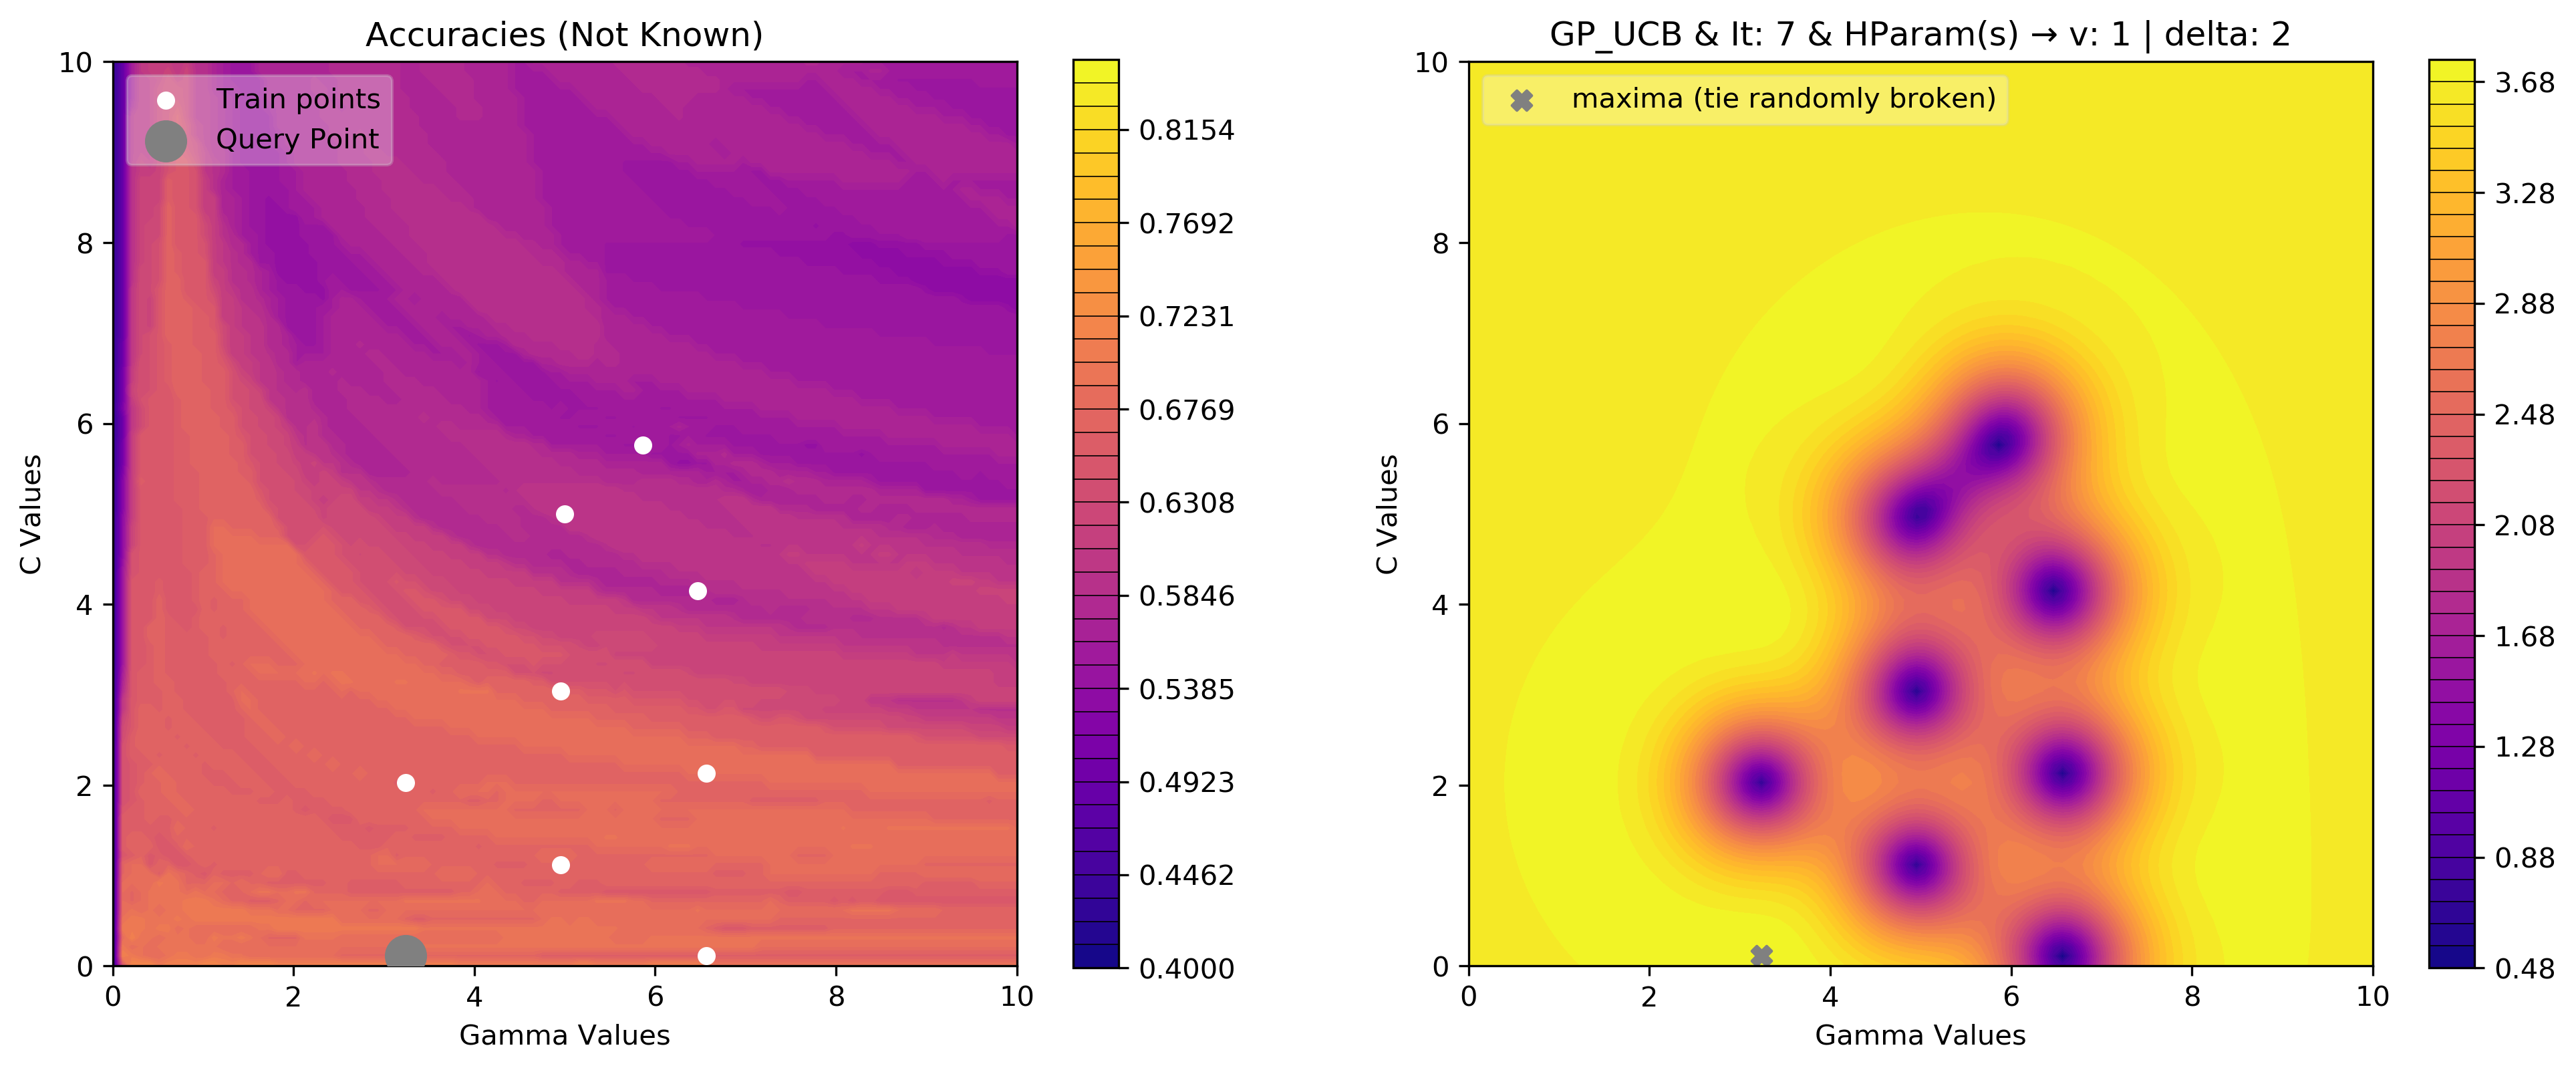 Accuracies (Not Known)
Train points
Query Point
10
8
6
4
2
0
C Values
0 2 4 6 8 10
Gamma Values
0.8154
0.7692
0.7231
0.6769
0.6308
0.5846
0.5385
0.4923
0.4462
0.4000
GP_UCB & It: 7 & HParam(s) → v: 1 | delta: 2
maxima (tie randomly broken)
10
8
6
4
2
0
C Values
0 2 4 6 8 10
Gamma Values
3.68
3.28
2.88
2.48
2.08
1.68
1.28
0.88
0.48